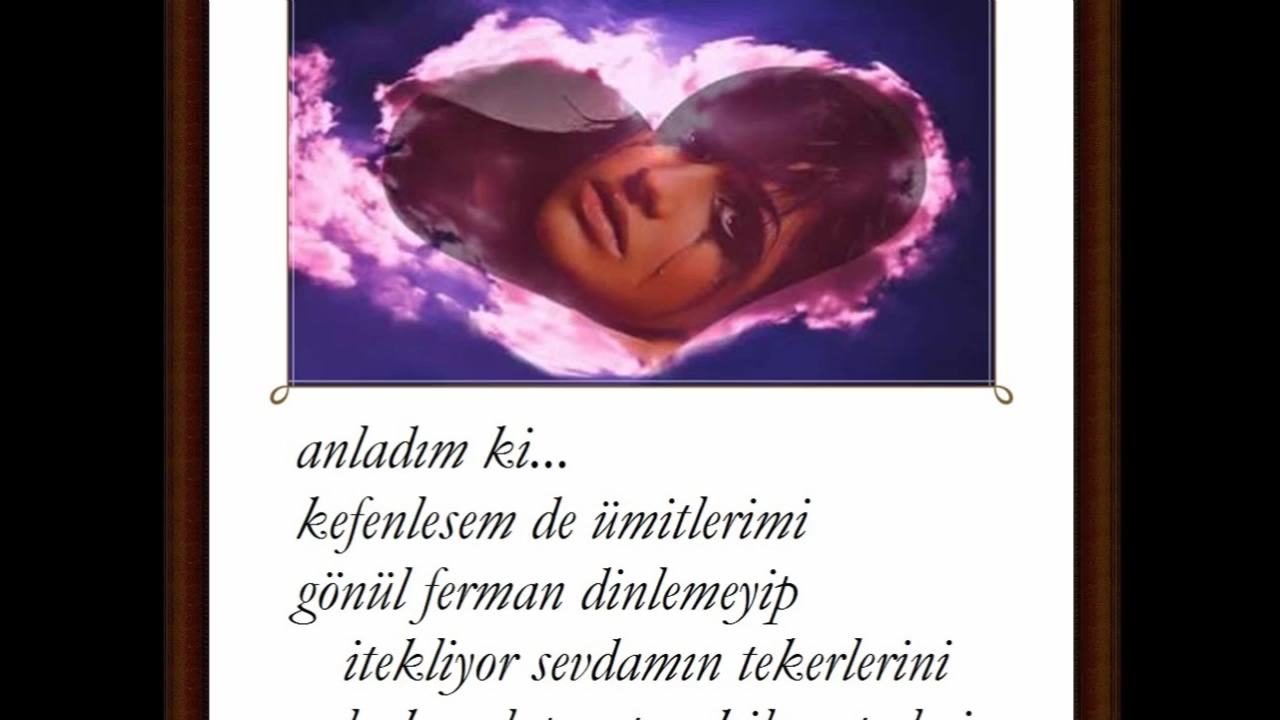 anladım ki...
kefenlesem de ümitlerimi
gönül ferman dinlemeyip
itekliyor sevdamın tekerlerini